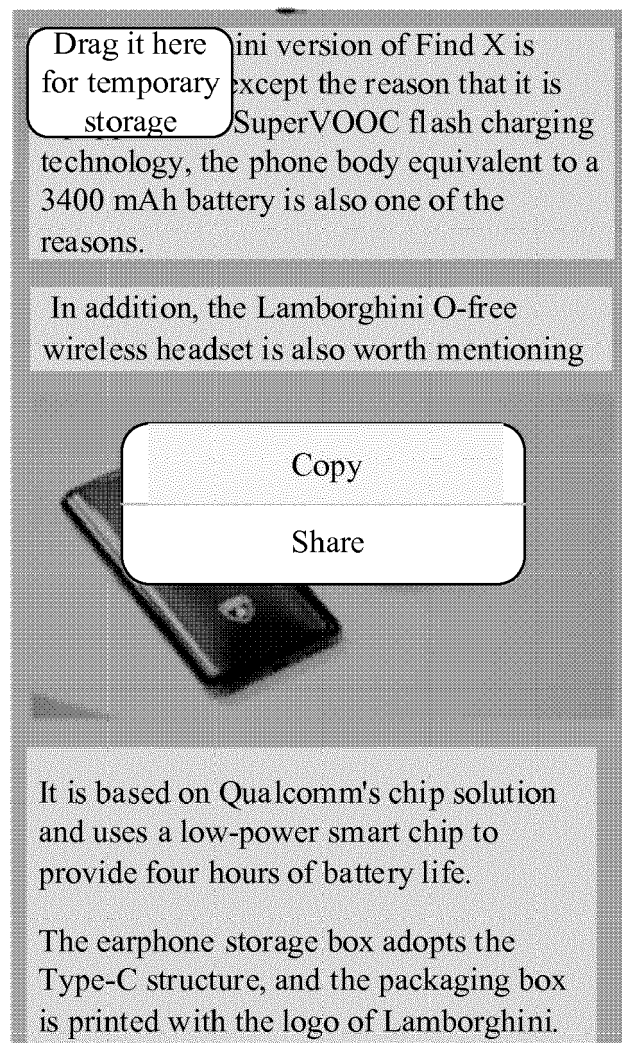 Drag it here
for temporary
storage
ini version of Find X is
except the reason that it is
SuperVOOC flash charging
technology, the phone body equivalent to a
3400 mAh battery is also one of the
reasons.
In addition, the Lamborghini O-free
wireless headset is also worth mentioning
Copy
Share
It is based on Qualcomm's chip solution
and uses a low-power smart chip to
provide four hours of battery life.
The earphone storage box adopts the
Type-C structure, and the packaging box
is printed with the logo of Lamborghini.